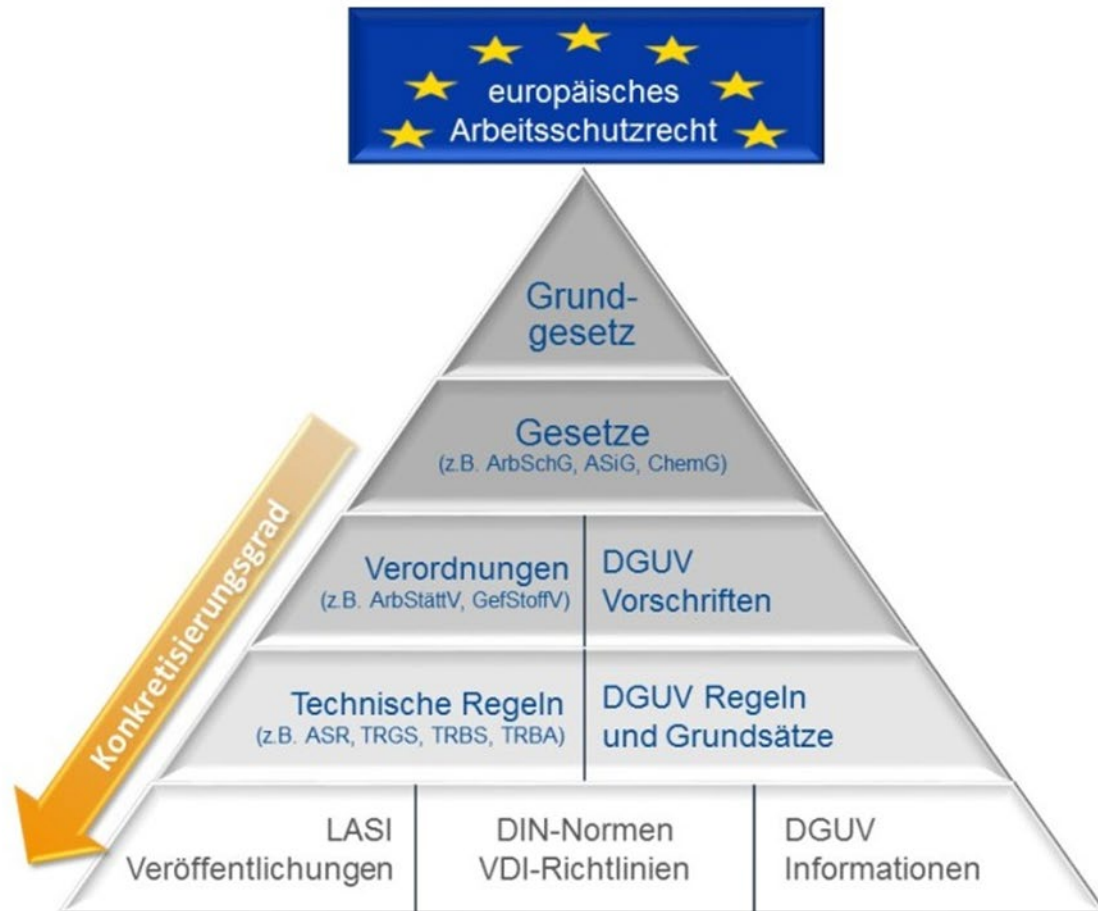 europäisches
Arbeitsschutzrecht
Grund-
gesetz
Gesetze
(z.B. ArbSchG, ASiG, ChemG)
Konkretisierungsgrad
Verordnungen
(z.B. ArbStättV, GefStoffV)
DGUV
Vorschriften
Technische Regeln
(z.B. ASR, TRGS, TRBS, TRBA)
DGUV Regeln
und Grundsätze
LASI
Veröffentlichungen
DIN-Normen
VDI-Richtlinien
DGUV
Informationen